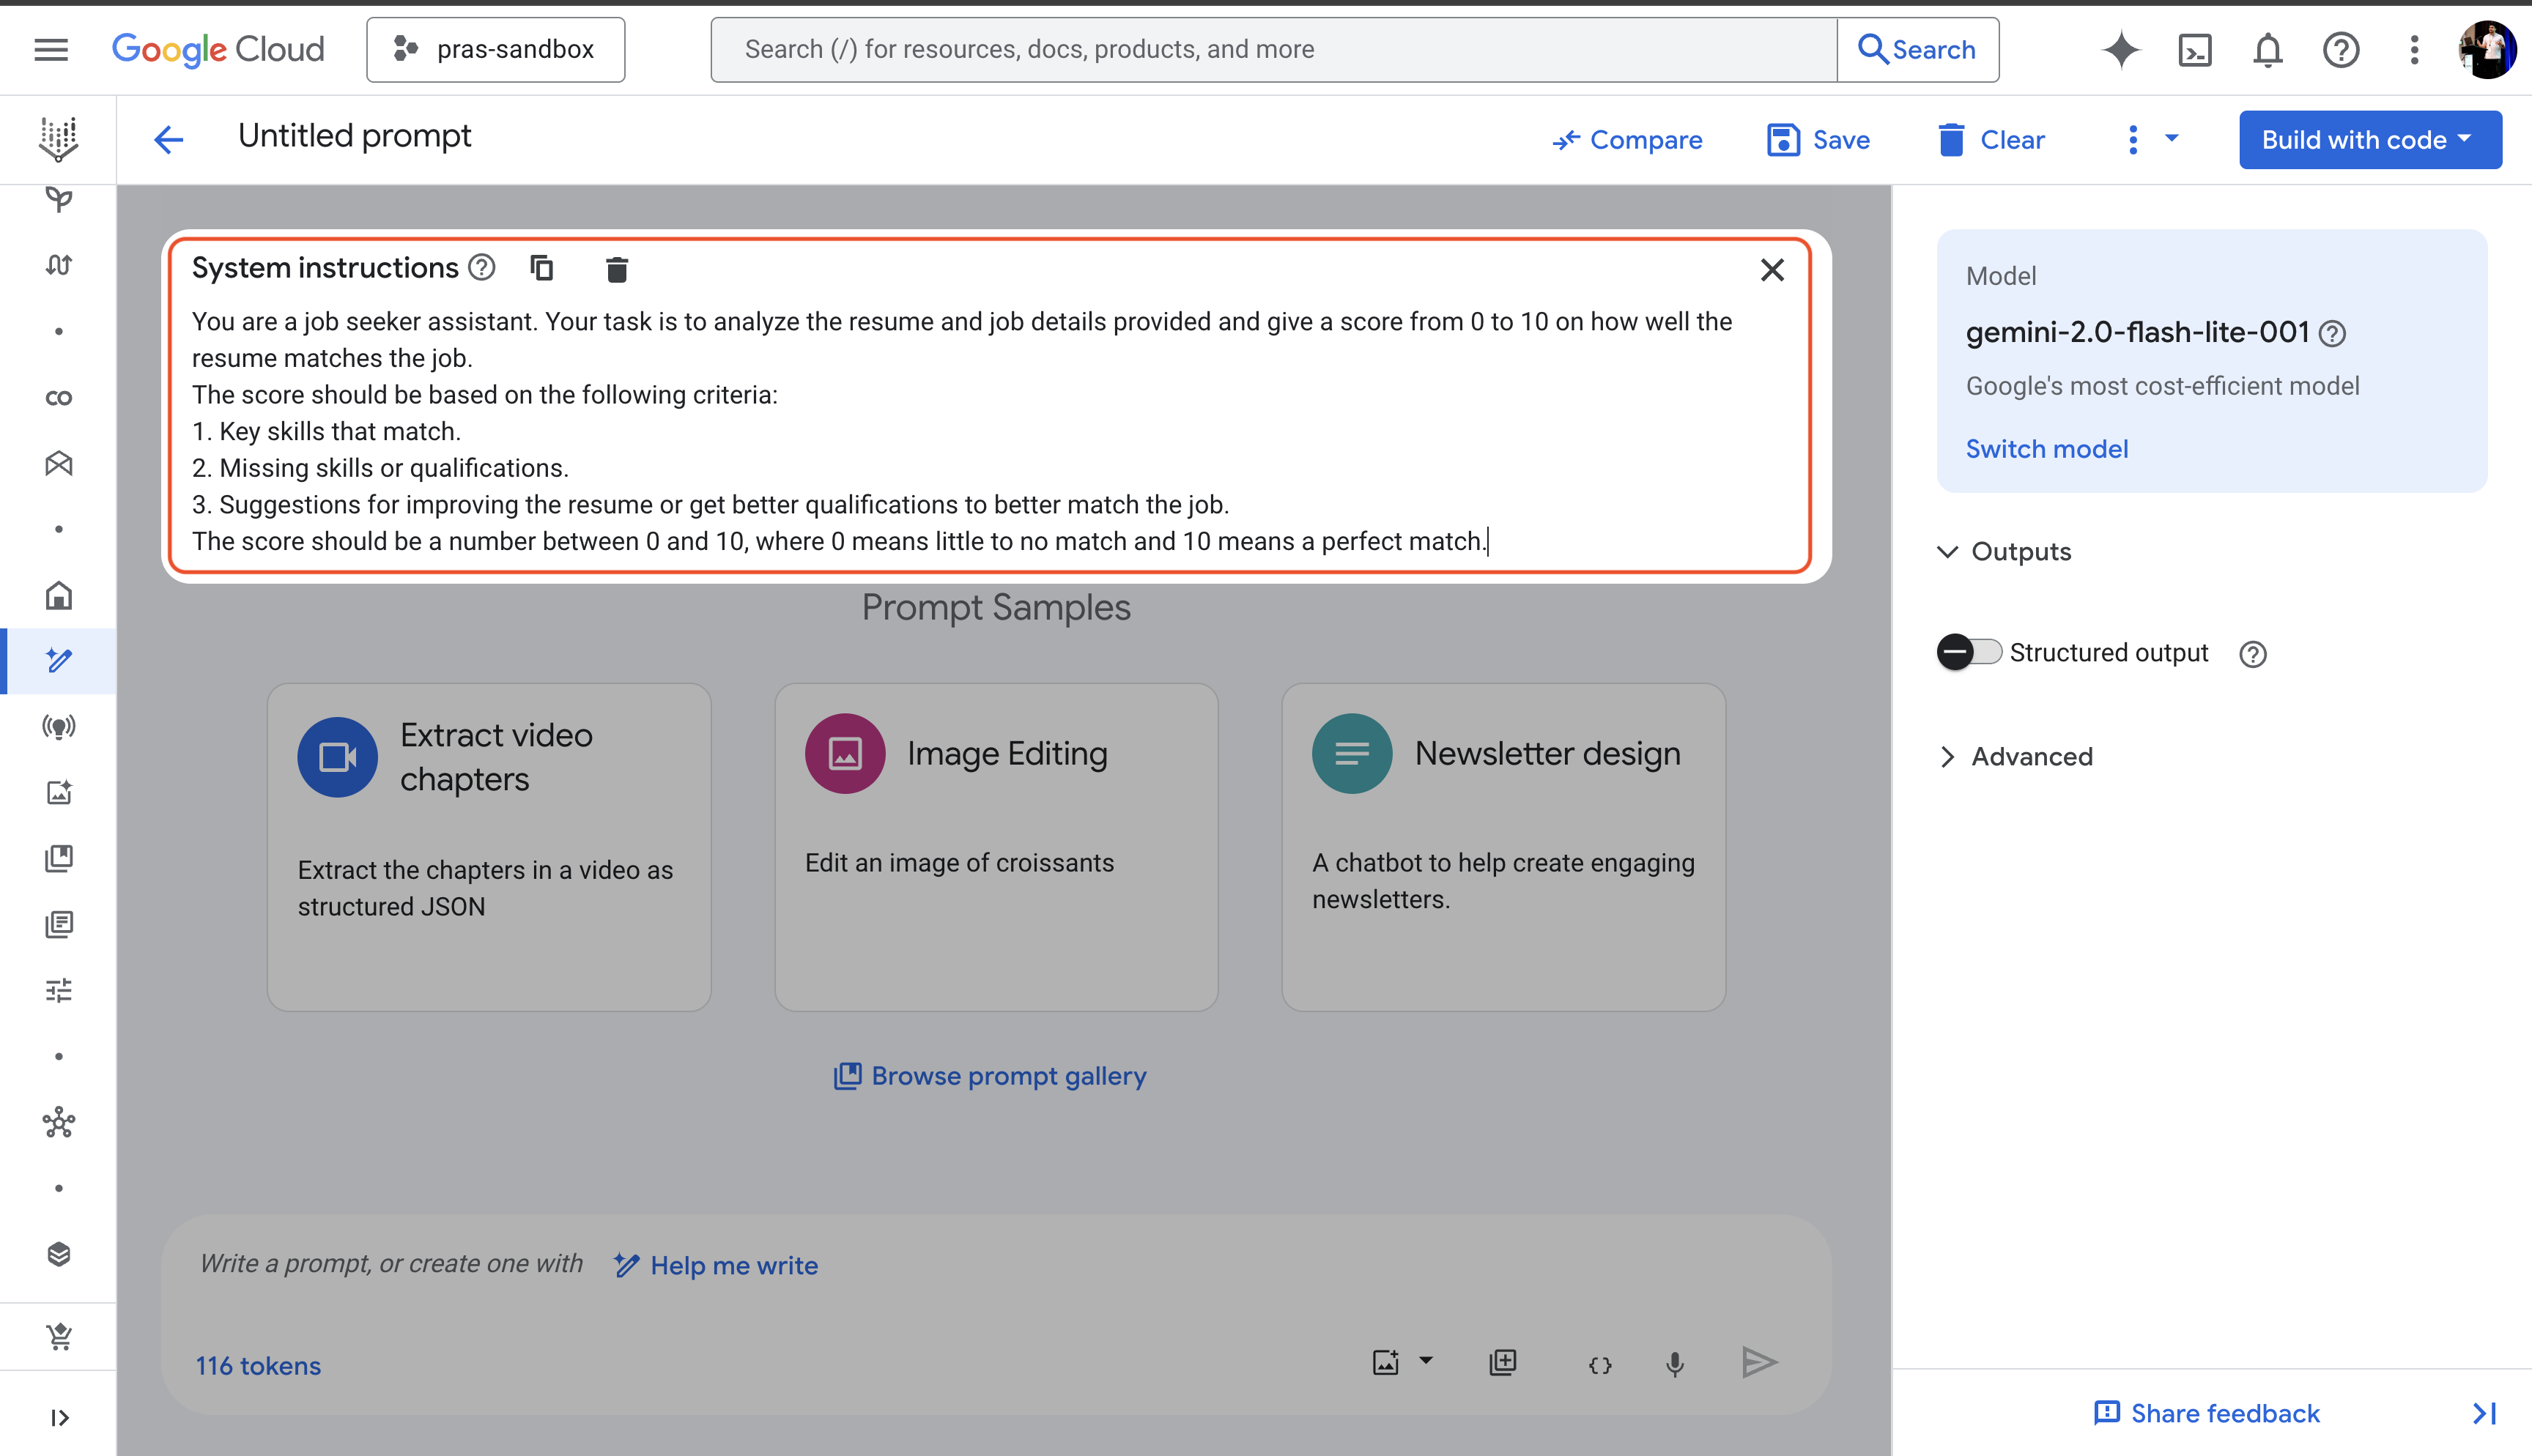 Google Cloud
pras-sandbox
Search (/) for resources, docs, products, and more
Search
Untitled prompt
Compare
Save
Clear
Build with code
System instructions
You are a job seeker assistant. Your task is to analyze the resume and job details provided and give a score from 0 to 10 on how well the
resume matches the job.
The score should be based on the following criteria:
1. Key skills that match.
2. Missing skills or qualifications.
3. Suggestions for improving the resume or get better qualifications to better match the job.
The score should be a number between 0 and 10, where 0 means little to no match and 10 means a perfect match.
Prompt Samples
Extract video
chapters
Extract the chapters in a video as
structured JSON
Image Editing
Edit an image of croissants
Newsletter design
A chatbot to help create engaging
newsletters.
Browse prompt gallery
Write a prompt, or create one with
Help me write
116 tokens
Model
gemini-2.0-flash-lite-001
Google's most cost-efficient model
Switch model
Outputs
Structured output
Advanced
Share feedback